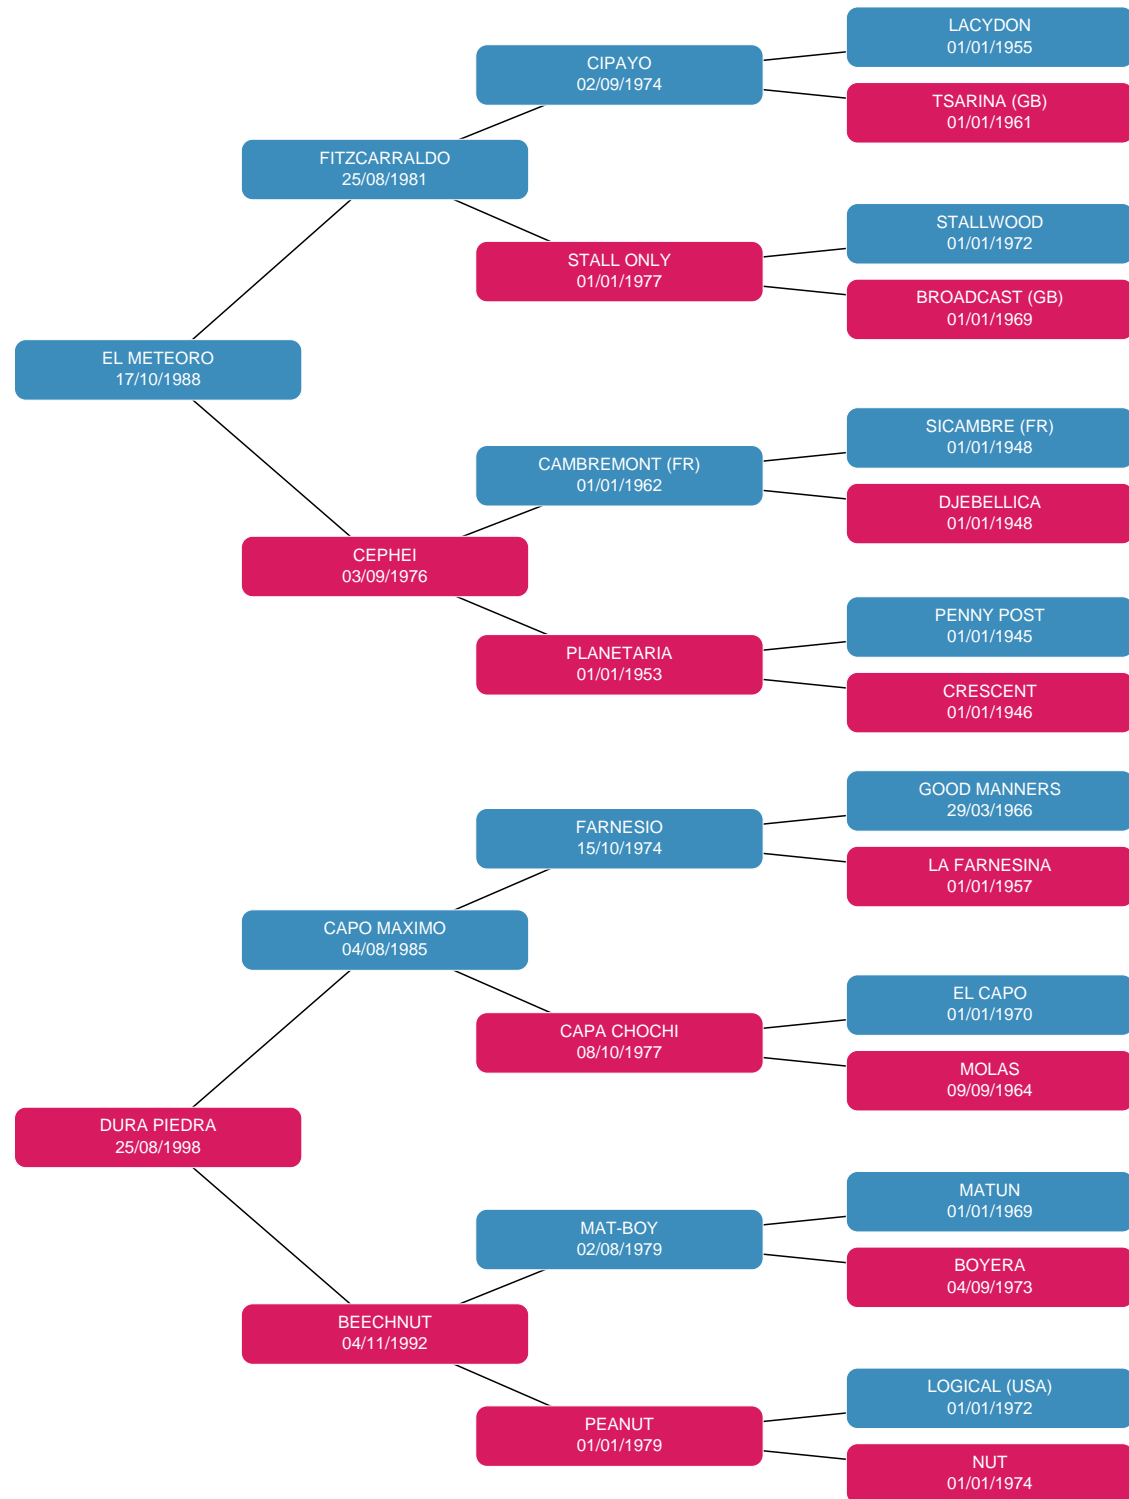 LACYDON
01/01/1955
CIPAYO
02/09/1974
TSARINA (GB)
01/01/1961
FITZCARRALDO
25/08/1981
STALLWOOD
01/01/1972
STALL ONLY
01/01/1977
BROADCAST (GB)
01/01/1969
EL METEORO
17/10/1988
SICAMBRE (FR)
01/01/1948
CAMBREMONT (FR)
01/01/1962
DJEBELLICA
01/01/1948
CEPHEI
03/09/1976
PENNY POST
01/01/1945
PLANETARIA
01/01/1953
CRESCENT
01/01/1946
GOOD MANNERS
29/03/1966
FARNESIO
15/10/1974
LA FARNESINA
01/01/1957
CAPO MAXIMO
04/08/1985
EL CAPO
01/01/1970
CAPA CHOCHI
08/10/1977
MOLAS
09/09/1964
DURA PIEDRA
25/08/1998
MATUN
01/01/1969
MAT-BOY
02/08/1979
BOYERA
04/09/1973
BEECHNUT
04/11/1992
LOGICAL (USA)
01/01/1972
PEANUT
01/01/1979
NUT
01/01/1974